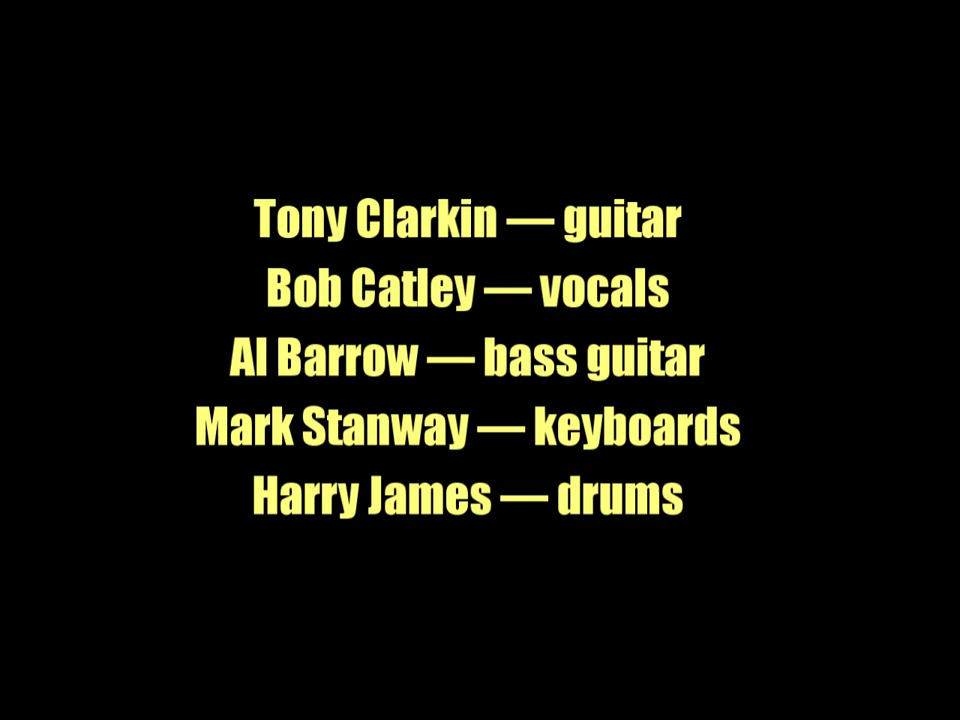 Tony Clarkin — guitar
Bob Catley — vocals
Al Barrow — bass guitar
Mark Stanway — keyboards
Harry James — drums